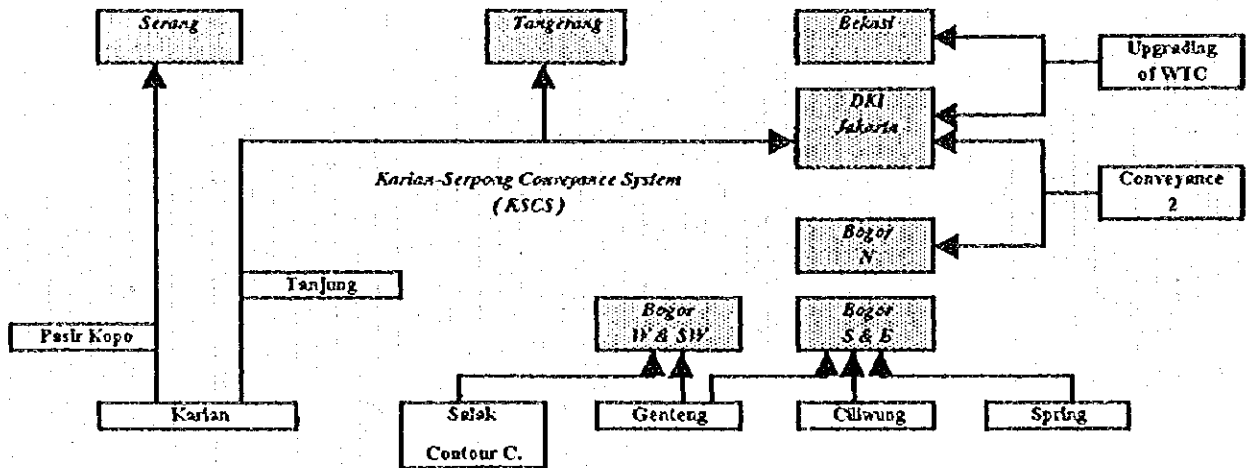 Serang
Tangerang
Bekasi
Upgrading
of WTC
DKI
Jakarta
Karian-Serpong Conveyance System
(KSCS)
Conveyance
2
Bogor
N
Tanjung
Pasir Kopo
Bogor
W & SW
Bogor
S & E
Karian
Salak
Contour C.
Genteng
Ciliwung
Spring